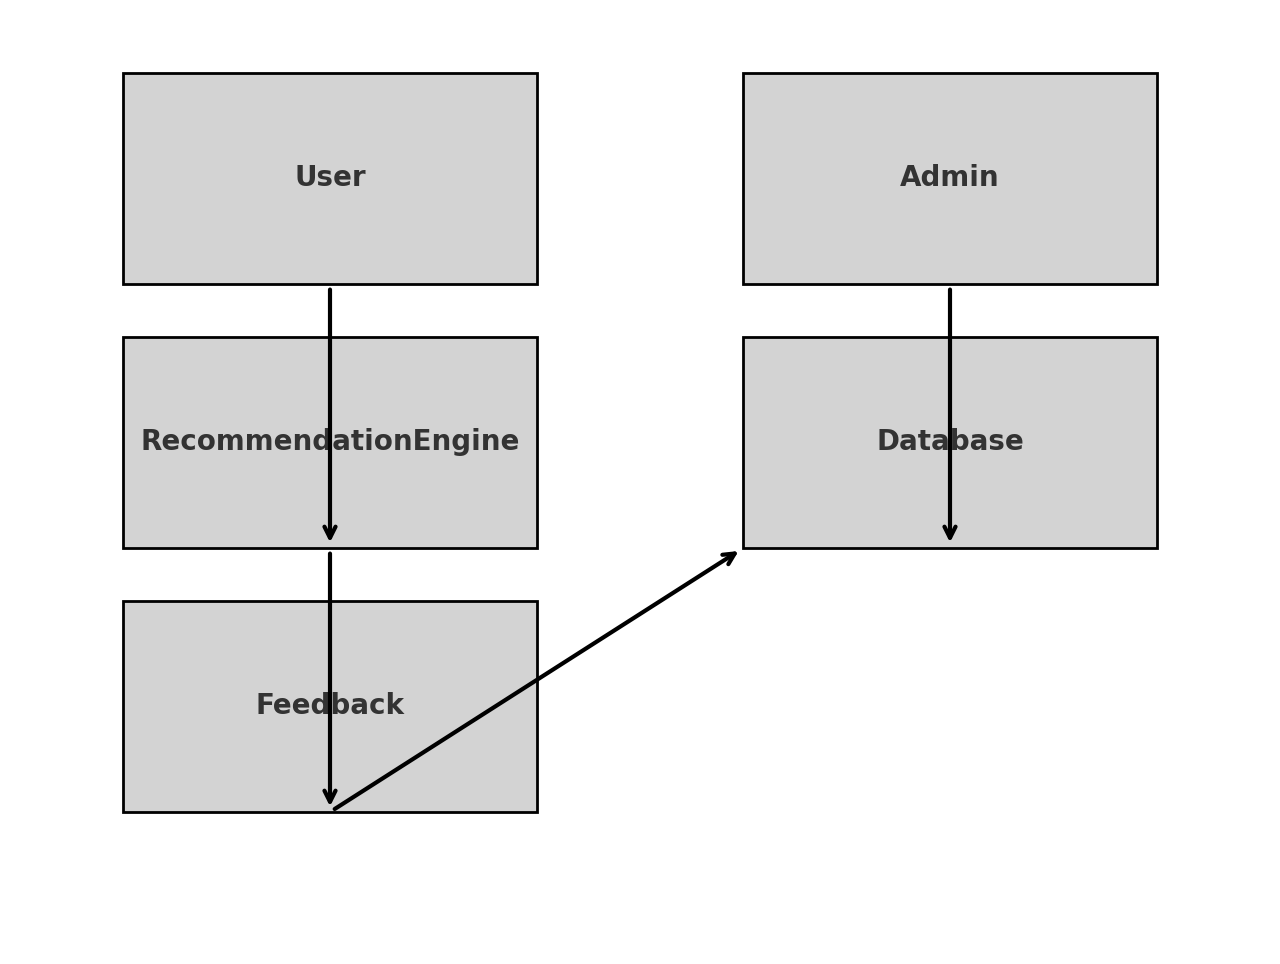 User
Admin
RecommendationEngine
Database
Feedback